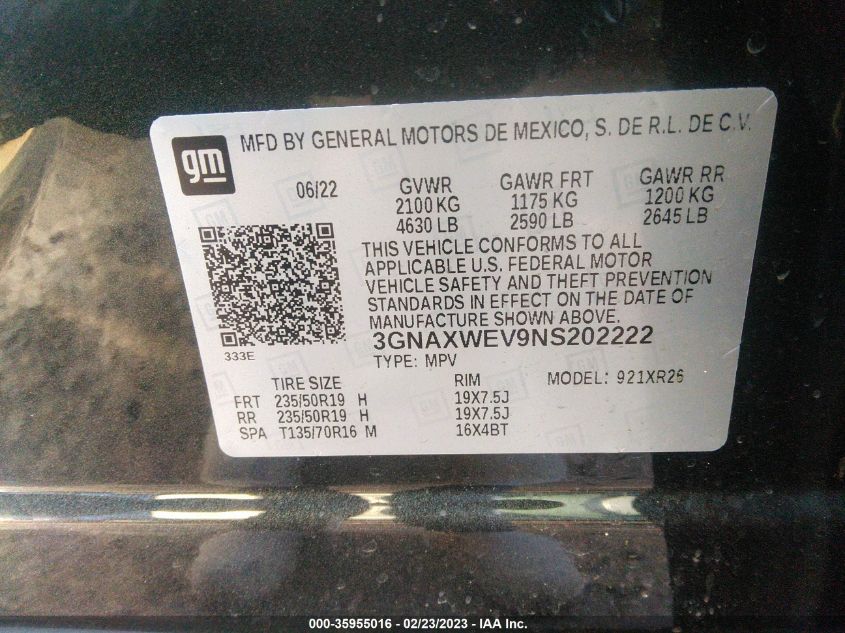 gm
MFD BY GENERAL MOTORS DE MEXICO, S. DE R.L. DE C.V.
06/22 GVWR GAWR FRT GAWR RR
2100 KG 1175 KG 1200 KG
4630 LB 2590 LB 2645 LB
THIS VEHICLE CONFORMS TO ALL
APPLICABLE U.S. FEDERAL MOTOR
VEHICLE SAFETY AND THEFT PREVENTION
STANDARDS IN EFFECT ON THE DATE OF
MANUFACTURE SHOWN ABOVE.
333E
3GNAXWEV9NS202222
TYPE: MPV
TIRE SIZE RIM MODEL: 921XR26
FRT 235/50R19 H 19X7.5J
RR 235/50R19 H 19X7.5J
SPA T135/70R16 M 16X4BT
000-35955016 - 02/23/2023 - IAA Inc.